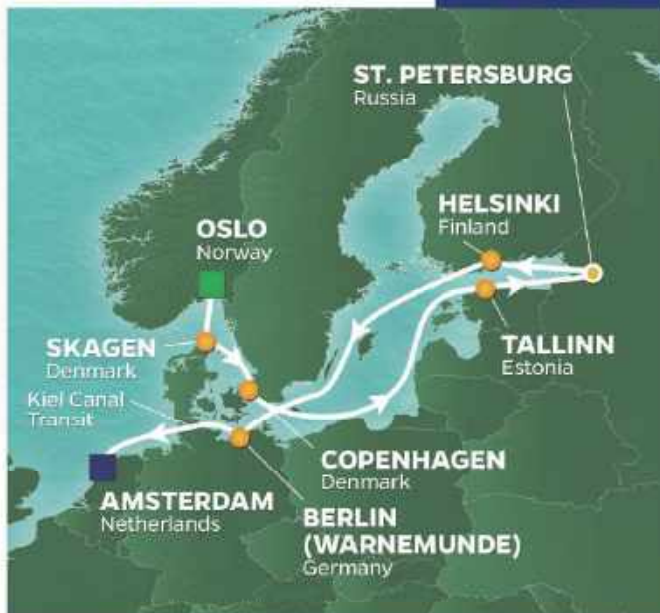 ST. PETERSBURG
Russia
HELSINKI
Finland
OSLO
Norway
TALLINN
Estonia
SKAGEN
Denmark
Kiel Canal
Transit
COPENHAGEN
Denmark
AMSTERDAM
Netherlands
BERLIN
(WARNEMUNDE)
Germany